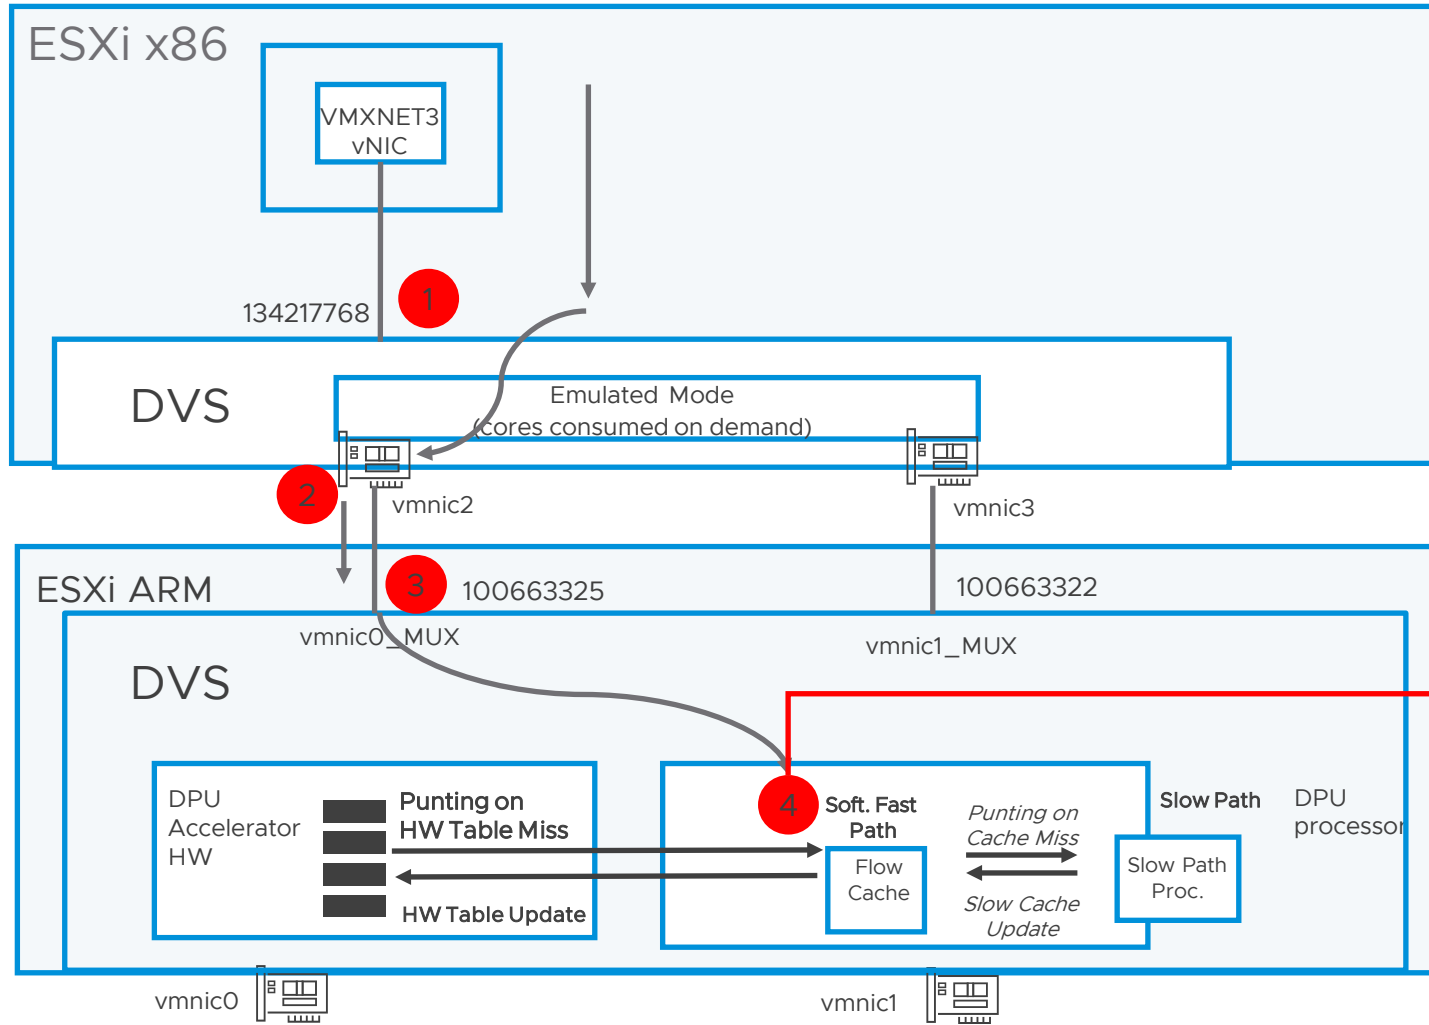 ESXi x86
VMXNET3
vNIC
134217768
1
DVS
Emulated Mode
(cores consumed on demand)
2
vmnic2
vmnic3
ESXi ARM
3
100663325
100663322
vmnic0_MUX
vmnic1_MUX
DVS
DPU
Accelerator
HW
Punting on
HW Table Miss
HW Table Update
4
Soft. Fast
Path
Flow
Cache
Punting on
Cache Miss
Slow Cache
Update
Slow Path
Slow Path
Proc.
DPU
processor
vmnic0
vmnic1